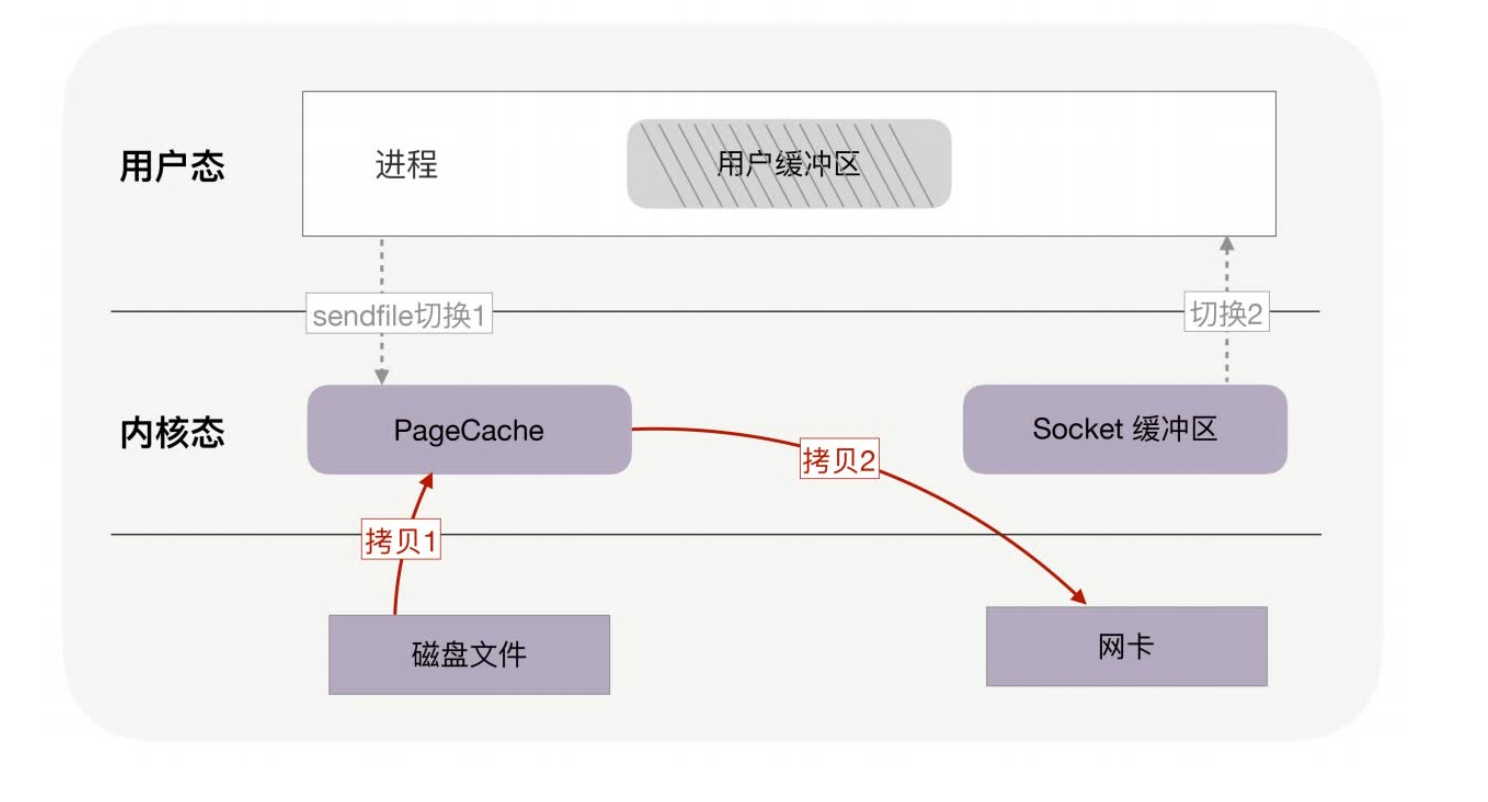 用户态
进程
用户缓冲区
sendfile切换1
切换2
内核态
PageCache
拷贝2
Socket 缓冲区
拷贝1
磁盘文件
网卡